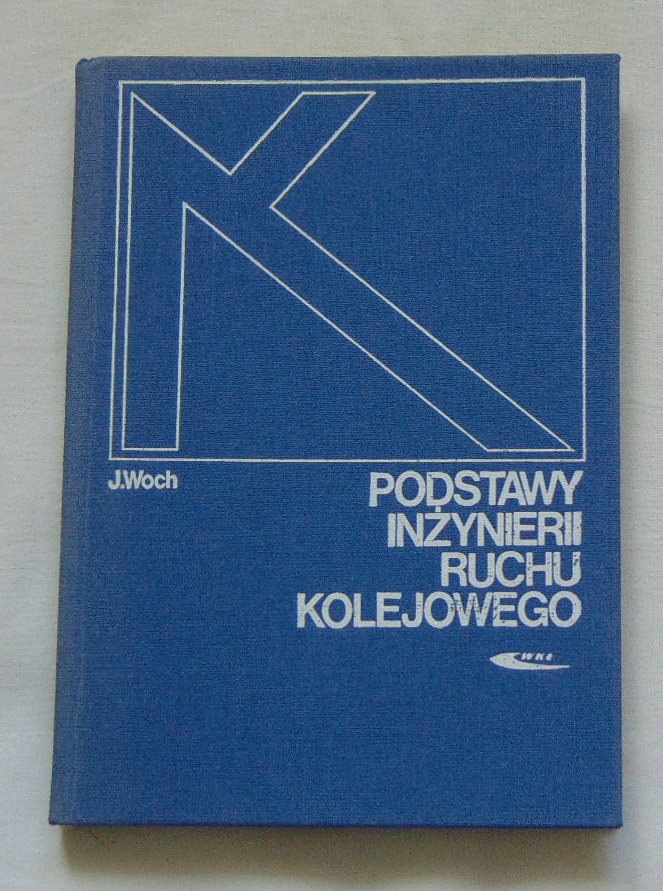 J.Woch
PODSTAWY
INŻYNIERII
RUCHU
KOLEJOWEGO
WKŁ